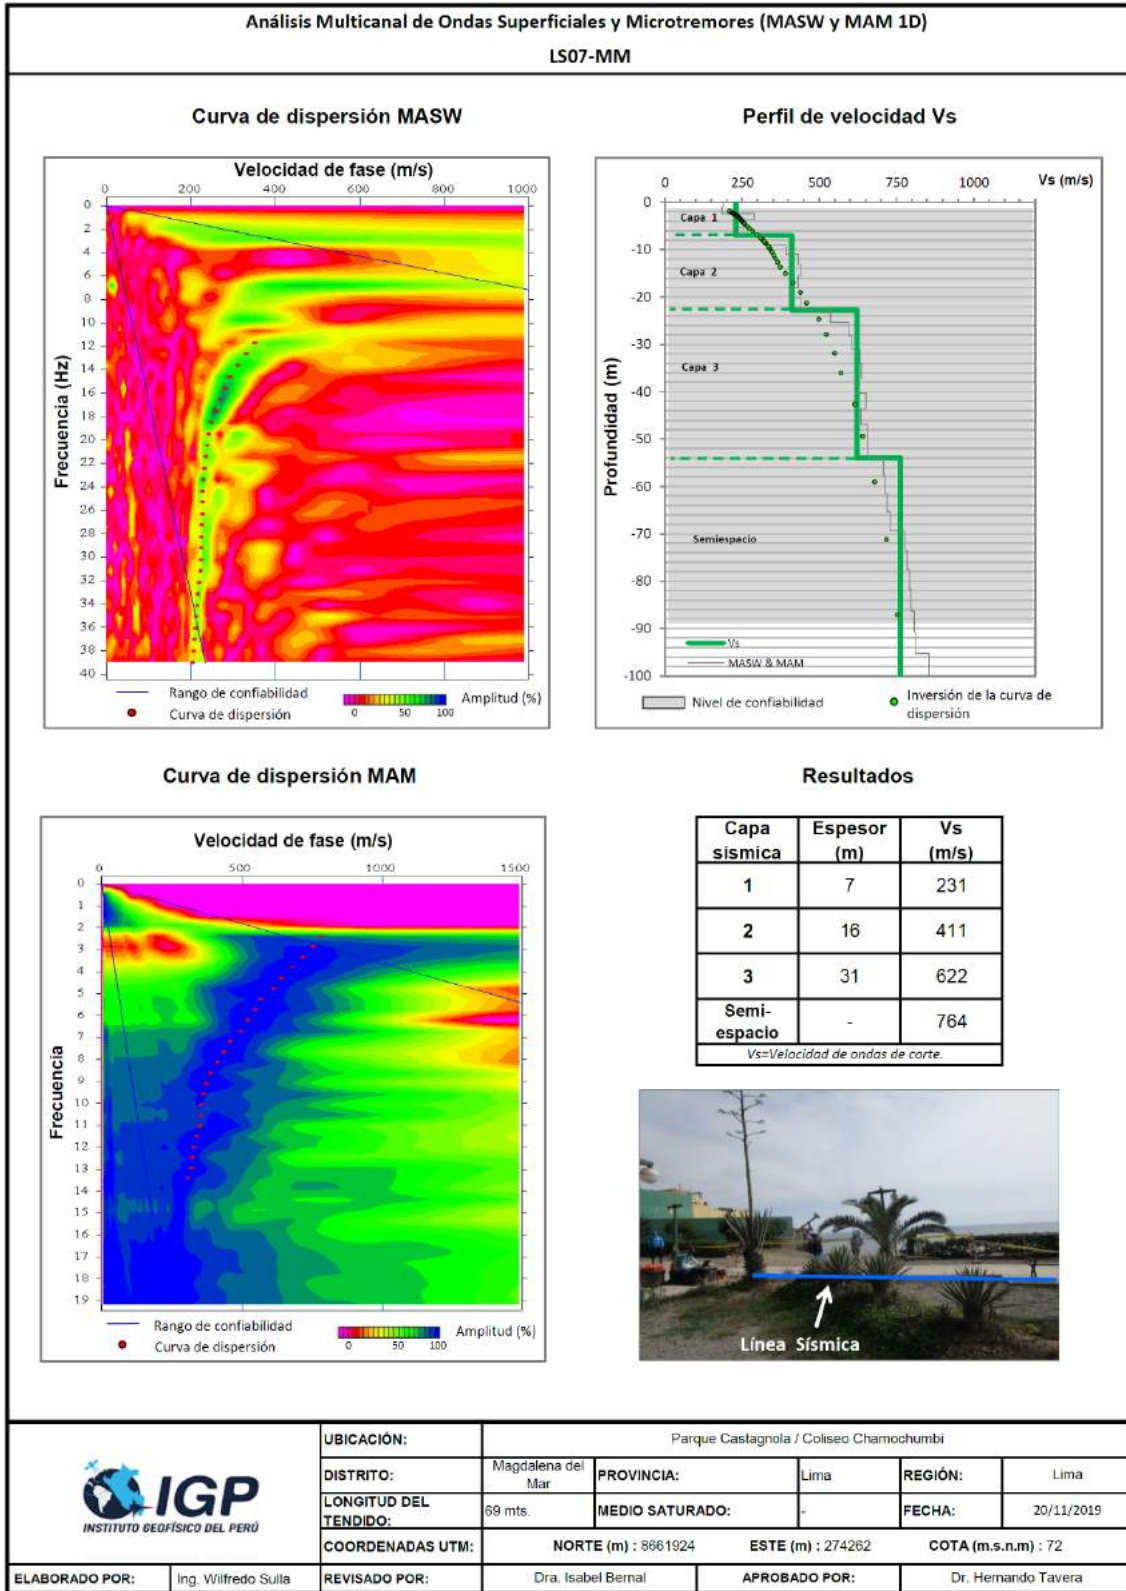 Análisis Multicanal de Ondas Superficiales y Microtremores (MASW y MAM 1D)
LS07-MM
Curva de dispersión MASW
Velocidad de fase (m/s)
0 200 400 600 800 1000
Frecuencia (Hz)
0
2
4
6
8
10
12
14
16
18
20
22
24
26
28
30
32
34
36
38
40
Rango de confiabilidad
Curva de dispersión
0 50 100
Amplitud (%)
Perfil de velocidad Vs
0 250 500 750 1000 Vs (m/s)
Profundidad (m)
0
-10
-20
-30
-40
-50
-60
-70
-80
-90
-100
Capa 1
Capa 2
Capa 3
Semiespacio
Vs
MASW & MAM
Nivel de confiabilidad
Inversión de la curva de
dispersión
Curva de dispersión MAM
Velocidad de fase (m/s)
0 500 1000 1500
Frecuencia
0
1
2
3
4
5
6
7
8
9
10
11
12
13
14
15
16
17
18
19
Rango de confiabilidad
Curva de dispersión
0 50 100
Amplitud (%)
Resultados
Capa sismica Espesor (m) Vs (m/s)
1 7 231
2 16 411
3 31 622
Semi-espacio - 764
Vs=Velocidad de ondas de corte.
Línea Sísmica
IGP
INSTITUTO GEOFÍSICO DEL PERÚ
UBICACIÓN: Parque Castagnola / Coliseo Chamochumbi
DISTRITO: Magdalena del Mar PROVINCIA: Lima REGIÓN: Lima
LONGITUD DEL TENDIDO: 69 mts. MEDIO SATURADO: - FECHA: 20/11/2019
COORDENADAS UTM: NORTE (m) : 8661924 ESTE (m) : 274262 COTA (m.s.n.m) : 72
ELABORADO POR: Ing. Wilfredo Sulla REVISADO POR: Dra. Isabel Bernal APROBADO POR: Dr. Hernando Tavera